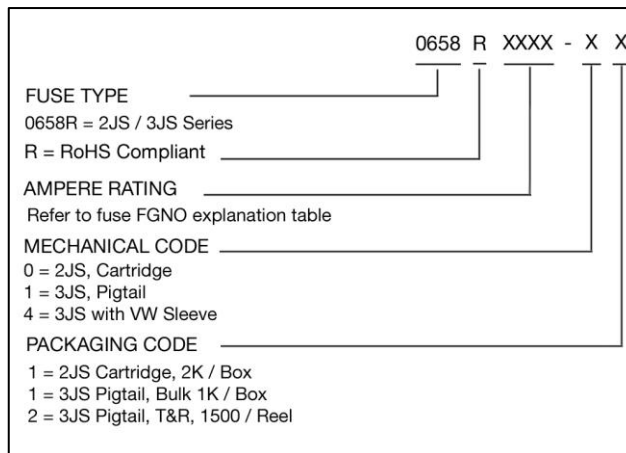 0658 R XXXX - X X
FUSE TYPE
0658R = 2JS / 3JS Series
R = RoHS Compliant
AMPERE RATING
Refer to fuse FGNO explanation table
MECHANICAL CODE
0 = 2JS, Cartridge
1 = 3JS, Pigtail
4 = 3JS with VW Sleeve
PACKAGING CODE
1 = 2JS Cartridge, 2K / Box
1 = 3JS Pigtail, Bulk 1K / Box
2 = 3JS Pigtail, T&R, 1500 / Reel